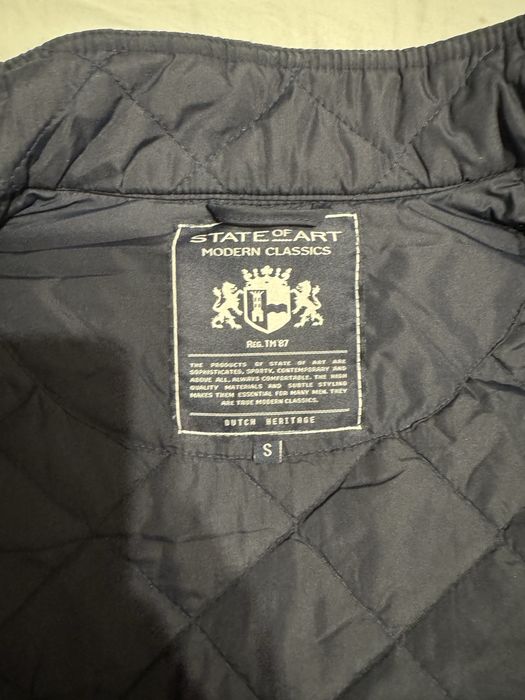 STATE OF ART
MODERN CLASSICS
REG.TM'87
THE PRODUCTS OF STATE OF ART ARE
SOPHISTICATED, SPORTY, CONTEMPORARY AND
ABOVE ALL, ALWAYS COMFORTABLE. THE HIGH
QUALITY MATERIALS AND SUBTLE STYLING
MAKES THEM ESSENTIAL FOR MANY MEN. THEY
ARE TRUE MODERN CLASSICS.
DUTCH HERITAGE
S